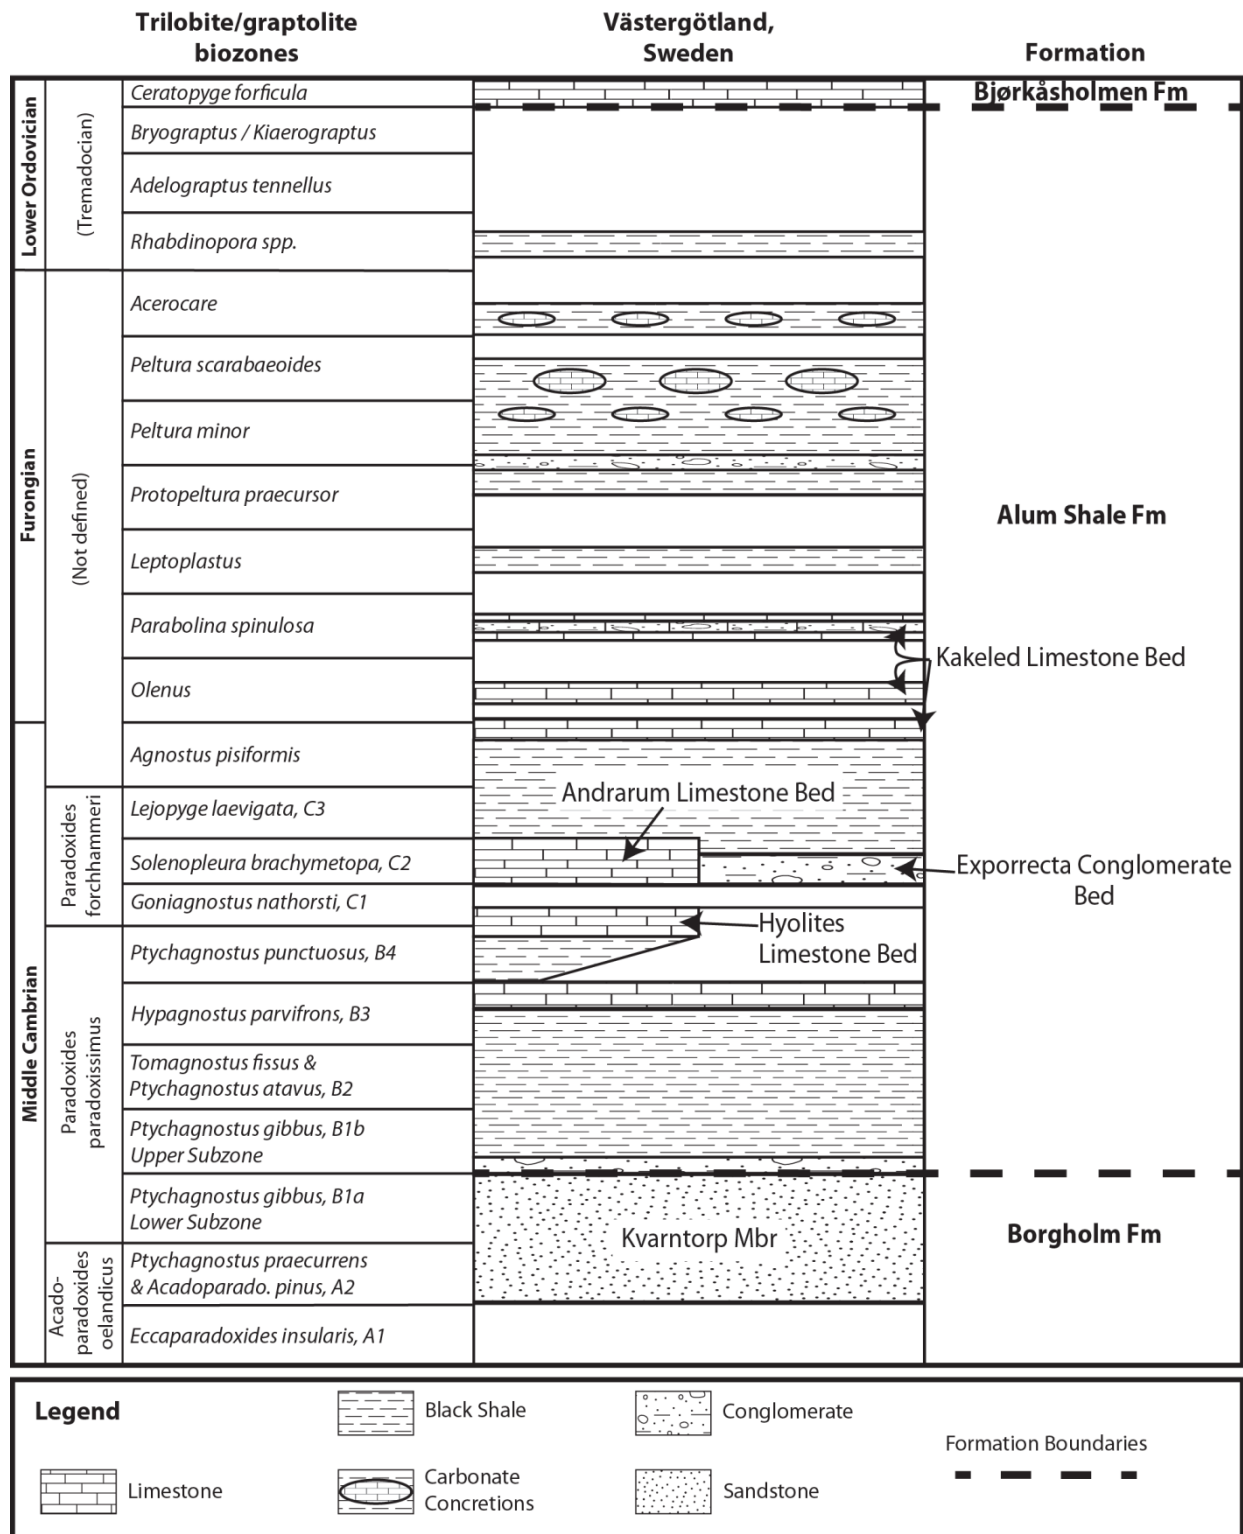 Trilobite/graptolite
biozones
Västergötland,
Sweden
Formation
Lower Ordovician
(Tremadocian)
Ceratopyge forficula
Bjørkåsholmen Fm
Bryograptus / Kiaerograptus
Adelograptus tennellus
Rhabdinopora spp.
Furongian
(Not defined)
Acerocare
Peltura scarabaeoides
Peltura minor
Protopeltura praecursor
Alum Shale Fm
Leptoplastus
Parabolina spinulosa
Kakeled Limestone Bed
Olenus
Middle Cambrian
Agnostus pisiformis
Paradoxides
forchhammeri
Lejopyge laevigata, C3
Andrarum Limestone Bed
Solenopleura brachymetopa, C2
Exporrecta Conglomerate
Bed
Goniagnostus nathorsti, C1
Hyolites
Limestone Bed
Paradoxides
paradoxissimus
Ptychagnostus punctuosus, B4
Hypagnostus parvifrons, B3
Tomagnostus fissus &
Ptychagnostus atavus, B2
Ptychagnostus gibbus, B1b
Upper Subzone
Ptychagnostus gibbus, B1a
Lower Subzone
Kvarntorp Mbr
Borgholm Fm
Acado-
paradoxides
oelandicus
Ptychagnostus praecurrens
& Acadoparado. pinus, A2
Eccaparadoxides insularis, A1
Legend
Black Shale
Conglomerate
Formation Boundaries
Limestone
Carbonate
Concretions
Sandstone